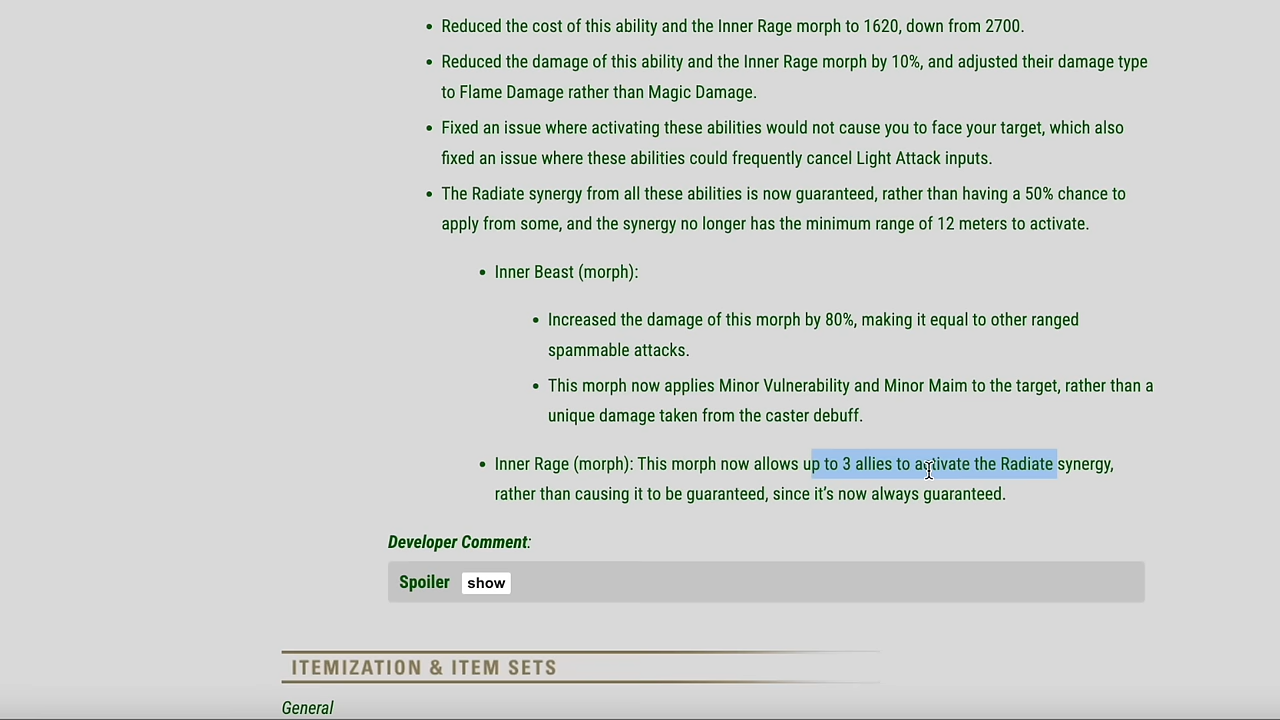 • Reduced the cost of this ability and the Inner Rage morph to 1620, down from 2700.
• Reduced the damage of this ability and the Inner Rage morph by 10%, and adjusted their damage type
to Flame Damage rather than Magic Damage.
• Fixed an issue where activating these abilities would not cause you to face your target, which also
fixed an issue where these abilities could frequently cancel Light Attack inputs.
• The Radiate synergy from all these abilities is now guaranteed, rather than having a 50% chance to
apply from some, and the synergy no longer has the minimum range of 12 meters to activate.
• Inner Beast (morph):
• Increased the damage of this morph by 80%, making it equal to other ranged
spammable attacks.
• This morph now applies Minor Vulnerability and Minor Maim to the target, rather than a
unique damage taken from the caster debuff.
• Inner Rage (morph): This morph now allows up to 3 allies to activate the Radiate synergy,
rather than causing it to be guaranteed, since it’s now always guaranteed.
Developer Comment:
Spoiler show
ITEMIZATION & ITEM SETS
General